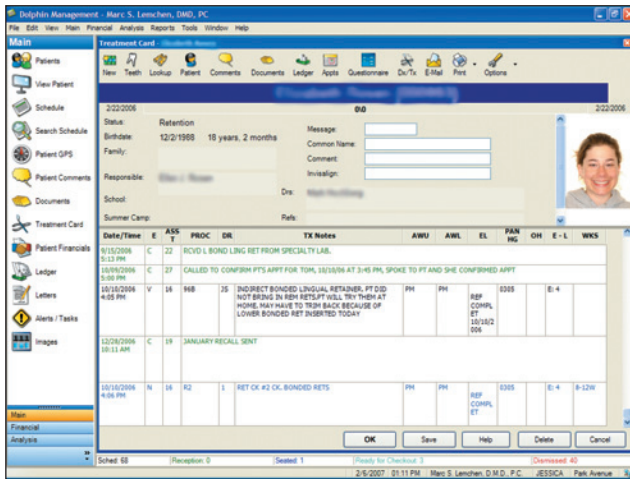 Dolphin Management - Marc S. Lemchen, DMD, PC
File Edit View Main Financial Analysis Reports Tools Window Help
Main
Treatment Card -
Patients
View Patient
Schedule
Search Schedule
Patient GPS
Patient Comments
Documents
Treatment Card
Patient Financials
Ledger
Letters
Alerts / Tasks
Images
Main
Financial
Analysis
New Teeth Lookup Patient Comments Documents Ledger Appts Questionnaire Dx/Tx E-Mail Print Options
2/22/2006 0\0 2/22/2006
Status: Retention
Birthdate: 12/2/1988 18 years, 2 months
Family:
Responsible:
School:
Summer Camp:
Message:
Common Name:
Comment:
Invisalign:
Drs:
Refs:
Date/Time E ASST PROC DR. TX Notes AWU AWL EL PAN HG OH E - L WKS
9/15/2006 5:13 PM C 22 RCVD L BOND LING RET FROM SPECIALTY LAB.
10/09/2006 5:00 PM C 27 CALLED TO CONFIRM PT'S APPT FOR TOM, 10/10/06 AT 3:45 PM, SPOKE TO PT AND SHE CONFIRMED APPT
10/10/2006 V 16 96B JS INDIRECT BONDED LINGUAL RETAINER. PT DID PM PM 0305 E: 4
4:05 PM NOT BRING IN REM RETS.PT WILL TRY THEM AT REF
HOME. MAY HAVE TO TRIM BACK BECAUSE OF COMPL
LOWER BONDED RET INSERTED TODAY ET
10/10/2
006
12/28/2006 C 19 JANUARY RECALL SENT
10:11 AM
10/10/2006 N 16 R2 1 RET CK #2 CK. BONDED RETS PM PM 0305 E: 4 8-12W
4:06 PM REF
COMPL
ET
OK Save Help Delete Cancel
Sched: 68 Reception: 0 Seated: 1 Ready for Checkout: 3 Dismissed: 40
2/6/2007 01:11 PM Marc S. Lemchen, D.M.D., P.C. JESSICA Park Avenue